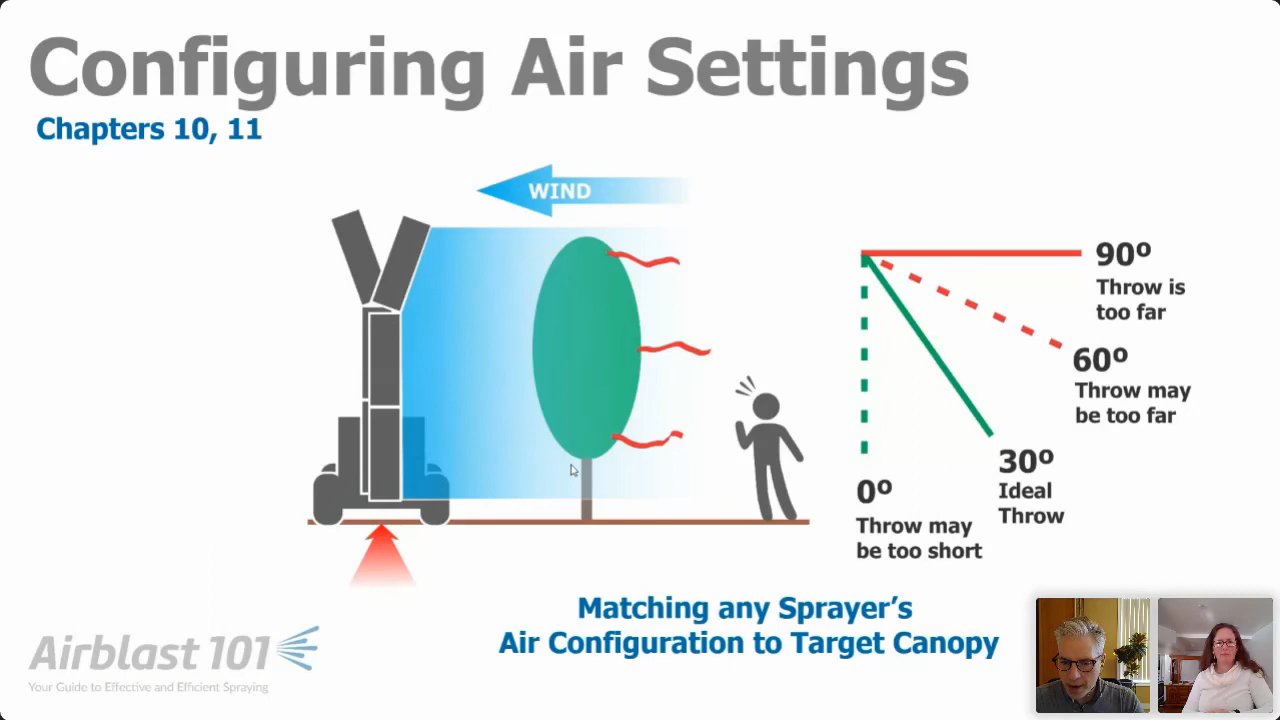 Configuring Air Settings
Chapters 10, 11
WIND
90º
Throw is
too far
60º
Throw may
be too far
30º
Ideal
Throw
0º
Throw may
be too short
Matching any Sprayer's
Air Configuration to Target Canopy
Airblast 101
Your Guide to Effective and Efficient Spraying